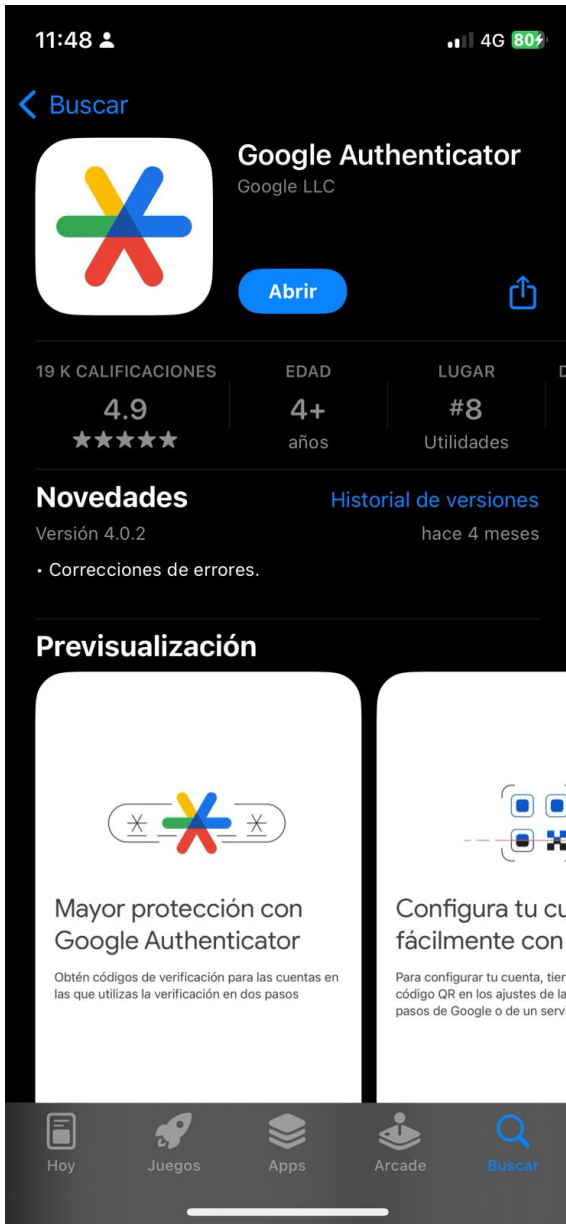 11:48
4G 80
Buscar
Google Authenticator
Google LLC
Abrir
19 K CALIFICACIONES EDAD LUGAR
4.9 4+ #8
años Utilidades
Novedades Historial de versiones
Versión 4.0.2 hace 4 meses
• Correcciones de errores.
Previsualización
Mayor protección con
Google Authenticator
Obtén códigos de verificación para las cuentas en
las que utilizas la verificación en dos pasos
Configura tu
fácilmente con
Para configurar tu cuenta,
código QR en los ajustes de la
pasos de Google o de un
Hoy Juegos Apps Arcade Buscar